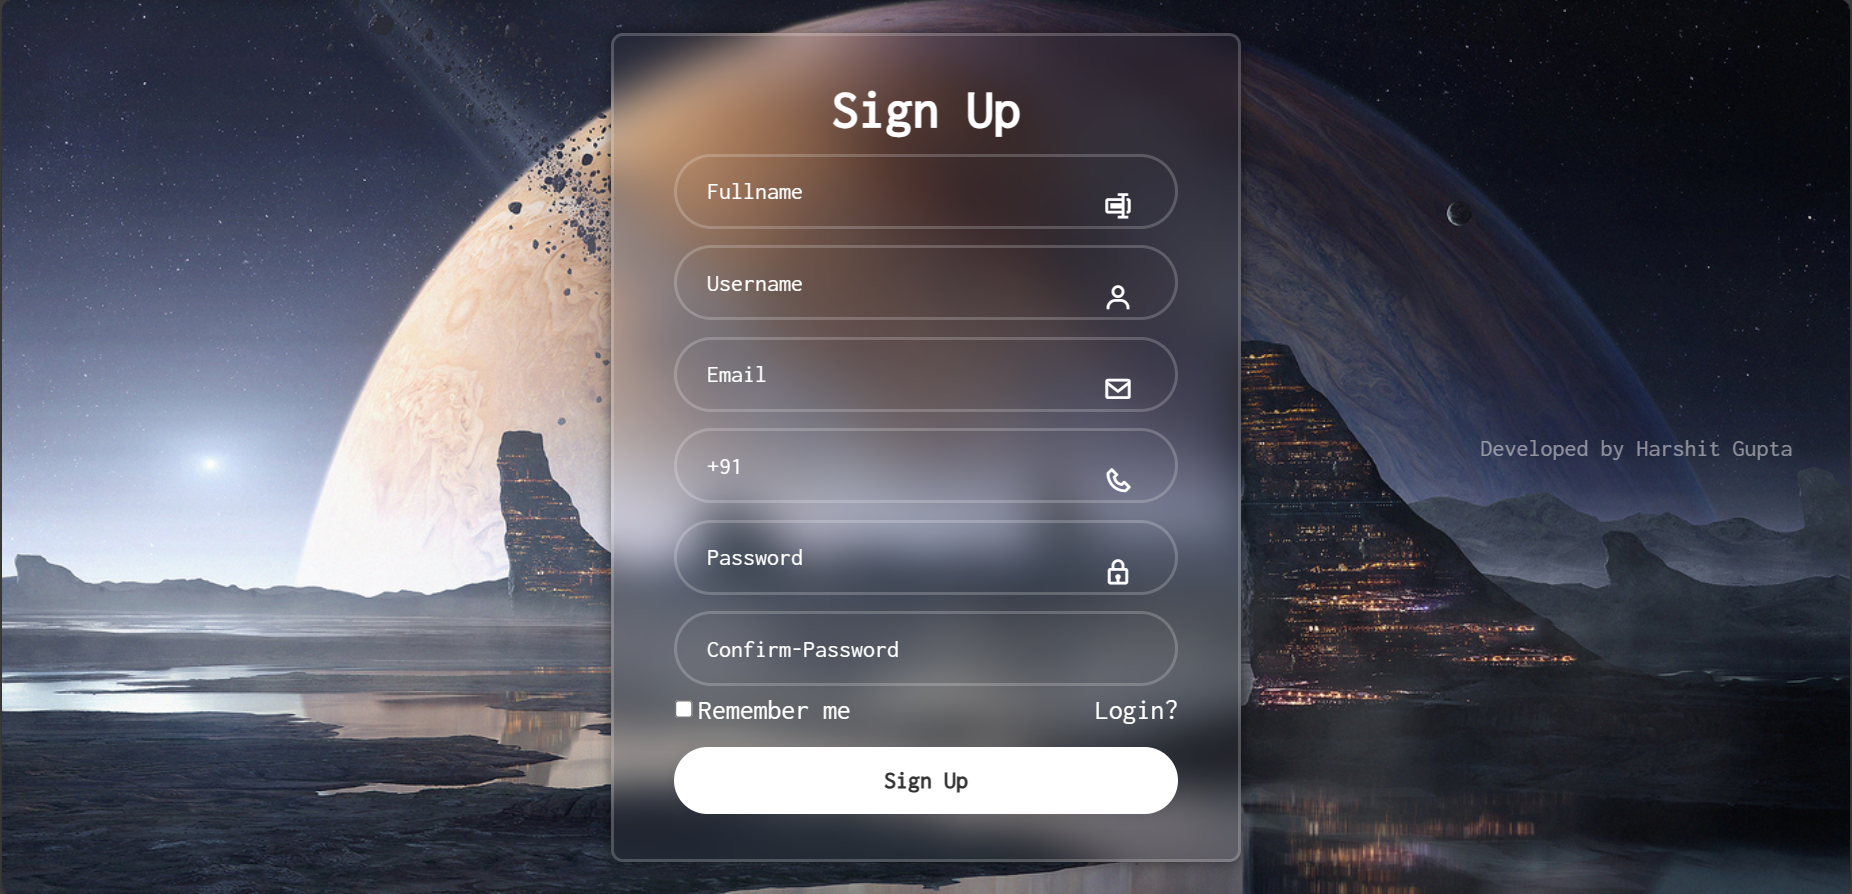 Sign Up
Fullname
Username
Email
+91
Developed by Harshit Gupta
Password
Confirm-Password
Remember me
Login?
Sign Up